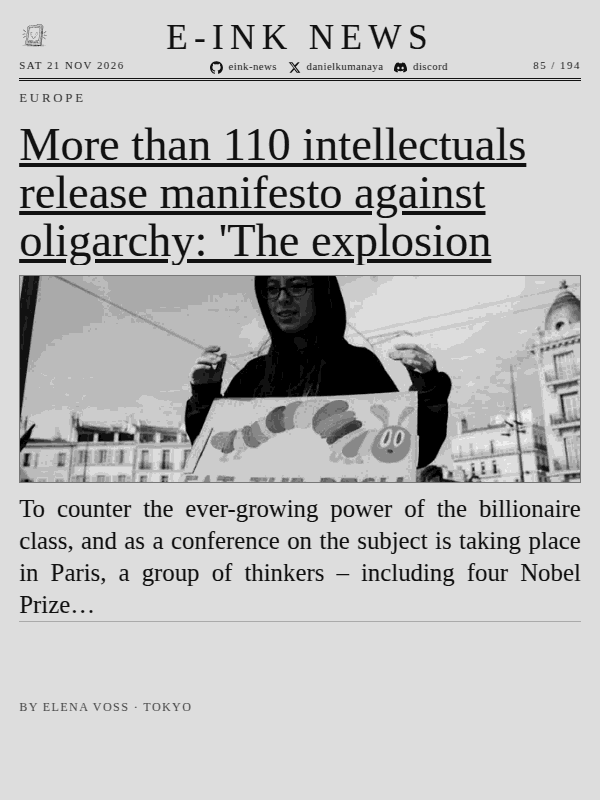 E-INK NEWS
SAT 21 NOV 2026
eink-news danielkumanaya discord
85 / 194
EUROPE
More than 110 intellectuals
release manifesto against
oligarchy: 'The explosion
To counter the ever-growing power of the billionaire
class, and as a conference on the subject is taking place
in Paris, a group of thinkers – including four Nobel
Prize…
BY ELENA VOSS · TOKYO